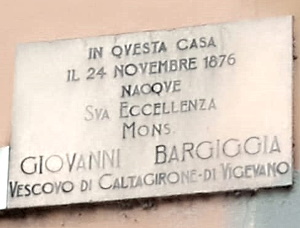 IN QVESTA CASA
IL 24 NOVEMBRE 1876
NACQVE
SVA ECCELLENZA
MONS.
GIOVANNI BARGIGGIA
VESCOVO DI CALTAGIRONE-DI VIGEVANO